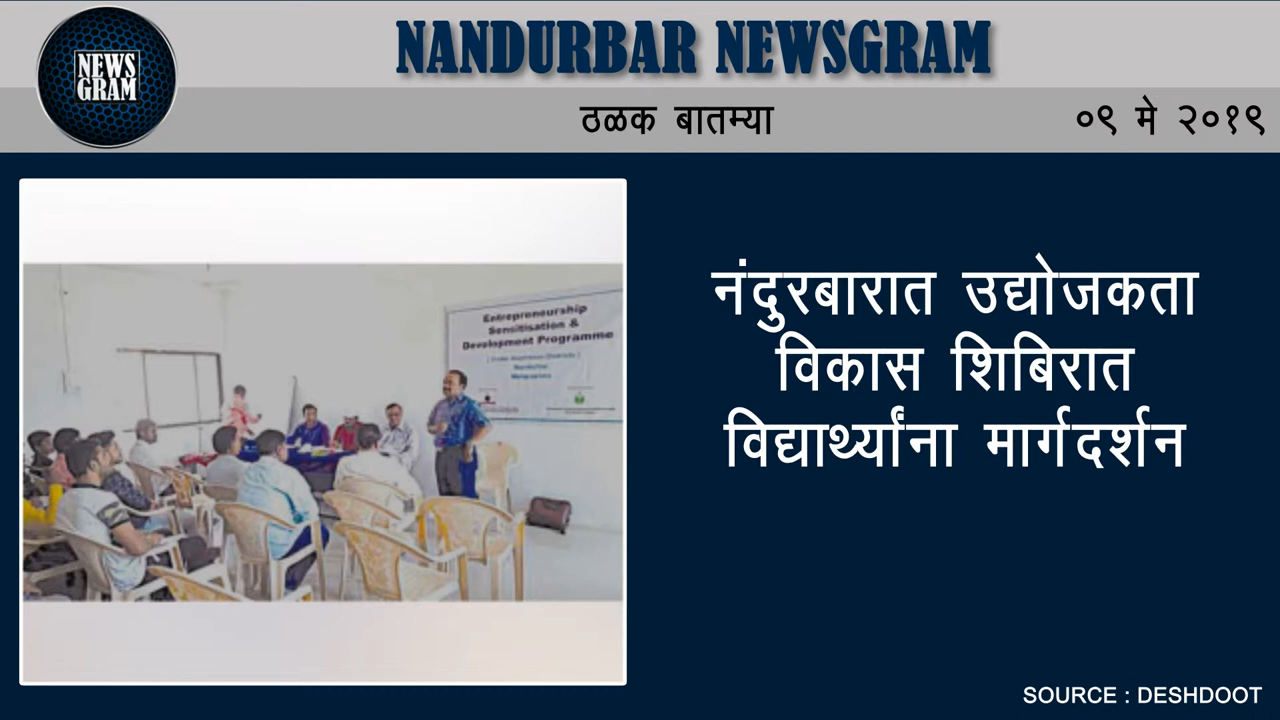 NEWS
GRAM
NANDURBAR NEWSGRAM
ठळक बातम्या
०९ मे २०१९
Entrepreneurship
Sensitisation &
Development Programme
नंदुरबारात उद्योजकता
विकास शिबिरात
विद्यार्थ्यांना मार्गदर्शन
SOURCE : DESHDOOT